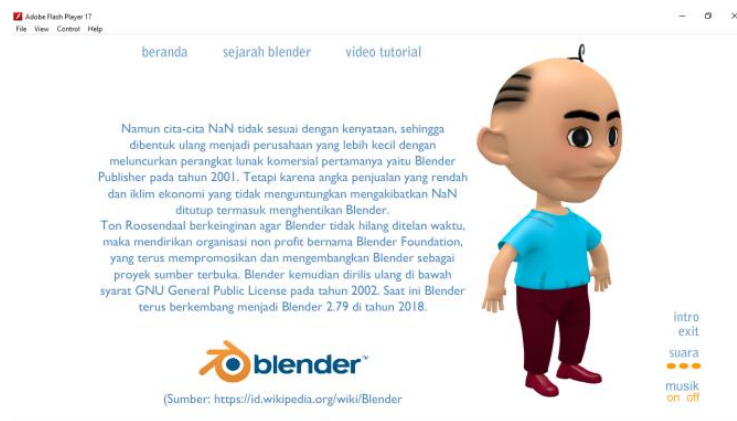 Adobe Flash Player 17
File View Control Help
beranda sejarah blender video tutorial
Namun cita-cita NaN tidak sesuai dengan kenyataan, sehingga
dibentuk ulang menjadi perusahaan yang lebih kecil dengan
meluncurkan perangkat lunak komersial pertamanya yaitu Blender
Publisher pada tahun 2001. Tetapi karena angka penjualan yang rendah
dan iklim ekonomi yang tidak menguntungkan mengakibatkan NaN
ditutup termasuk menghentikan Blender.
Ton Roosendaal berkeinginan agar Blender tidak hilang ditelan waktu,
maka mendirikan organisasi non profit bernama Blender Foundation,
yang terus mempromosikan dan mengembangkan Blender sebagai
proyek sumber terbuka. Blender kemudian dirilis ulang di bawah
syarat GNU General Public License pada tahun 2002. Saat ini Blender
terus berkembang menjadi Blender 2.79 di tahun 2018.
blender™
(Sumber: https://id.wikipedia.org/wiki/Blender
intro
exit
suara
musik
on off